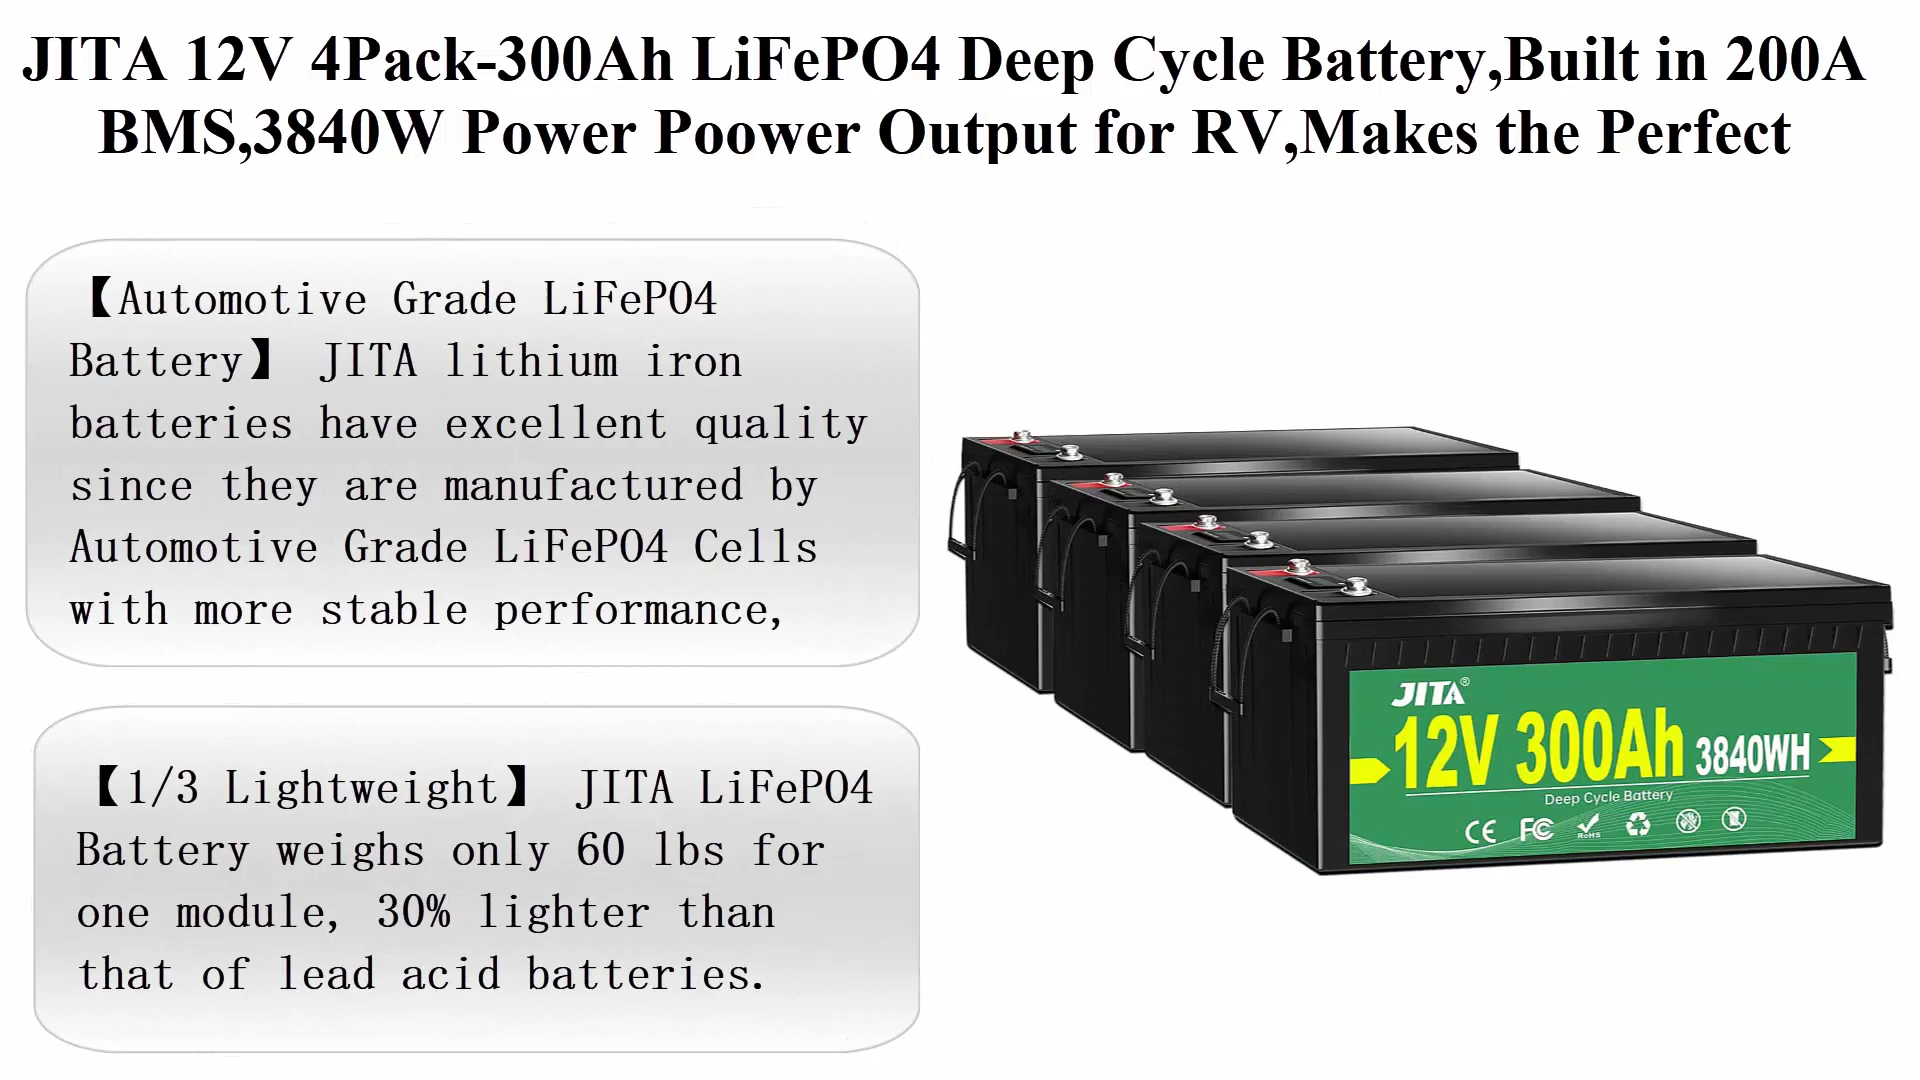 JITA 12V 4Pack-300Ah LiFePO4 Deep Cycle Battery,Built in 200A
BMS,3840W Power Poower Output for RV,Makes the Perfect
【Automotive Grade LiFePO4
Battery】 JITA lithium iron
batteries have excellent quality
since they are manufactured by
Automotive Grade LiFePO4 Cells
with more stable performance,
【1/3 Lightweight】 JITA LiFePO4
Battery weighs only 60 lbs for
one module, 30% lighter than
that of lead acid batteries.
JITA®
12V 300Ah 3840WH
Deep Cycle Battery
CE FC RoHS